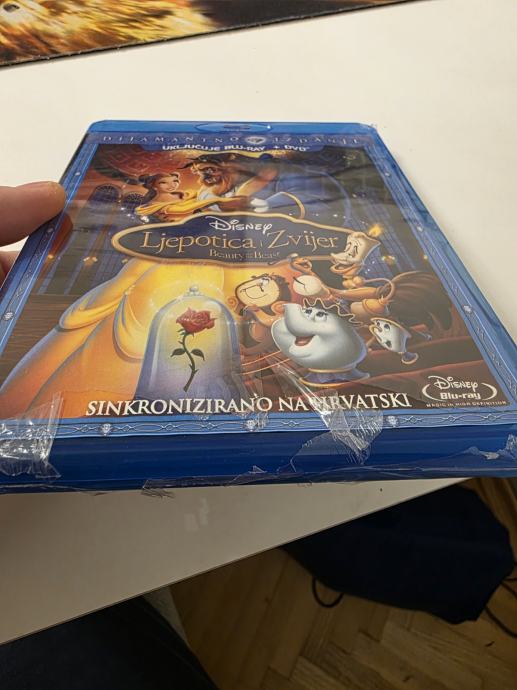 DIJAMANTNO IZDANJE
UKLJUČUJE BLU-RAY + DVD
Disney
Ljepotica i Zvijer
Beauty and the Beast
SINKRONIZIRANO NA HRVATSKI
Disney
Blu-ray
MAGIC IN HIGH DEFINITION